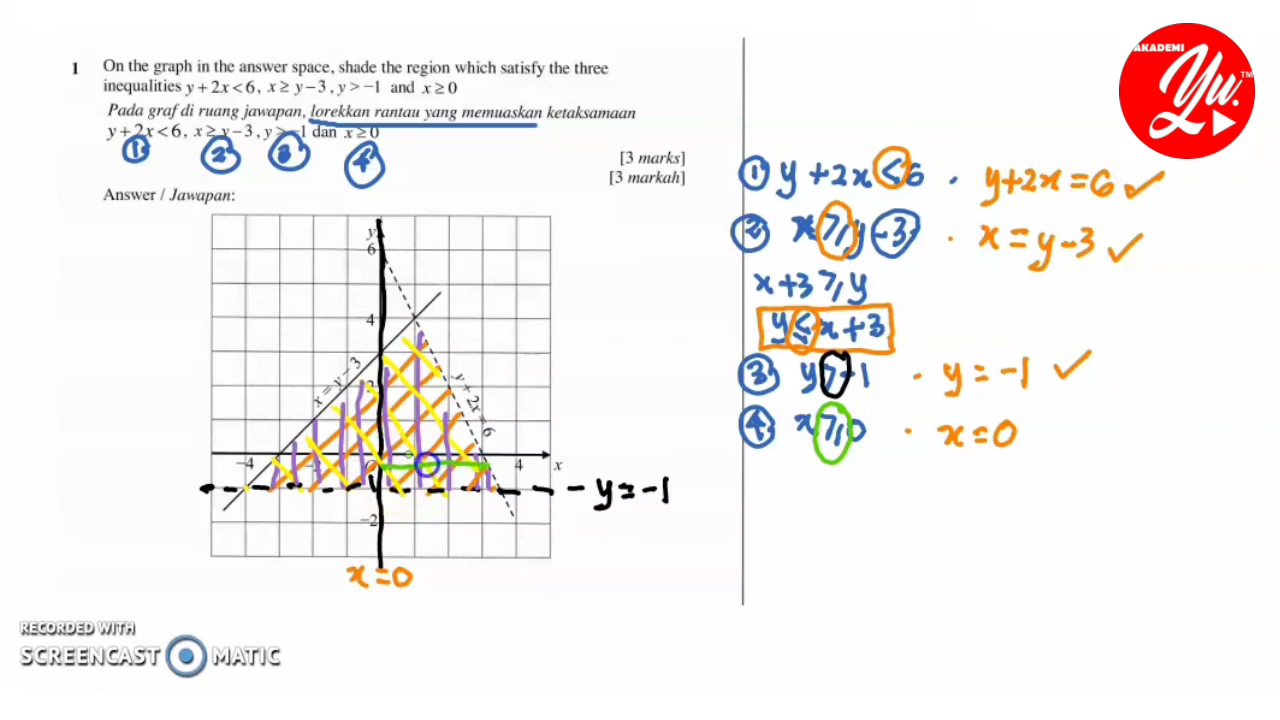 1 On the graph in the answer space, shade the region which satisfy the three
inequalities y + 2x < 6, x ≥ y − 3, y > −1 and x ≥ 0
Pada graf di ruang jawapan, lorekkan rantau yang memuaskan ketaksamaan
y + 2x < 6, x ≥ y − 3, y > −1 dan x ≥ 0
① ② ③ ④
[3 marks]
[3 markah]
Answer / Jawapan:
y
6
4
2
−4
4
x
−2
x = y − 3
y + 2x = 6
- y = -1
x = 0
① y + 2x < 6 . y + 2x = 6 ✓
② x ≥ y - 3 . x = y - 3 ✓
x + 3 ≥ y
y ≤ x + 3
③ y > -1 . y = -1 ✓
④ x ≥ 0 . x = 0
AKADEMI
Yu.
TM
RECORDED WITH
SCREENCAST MATIC